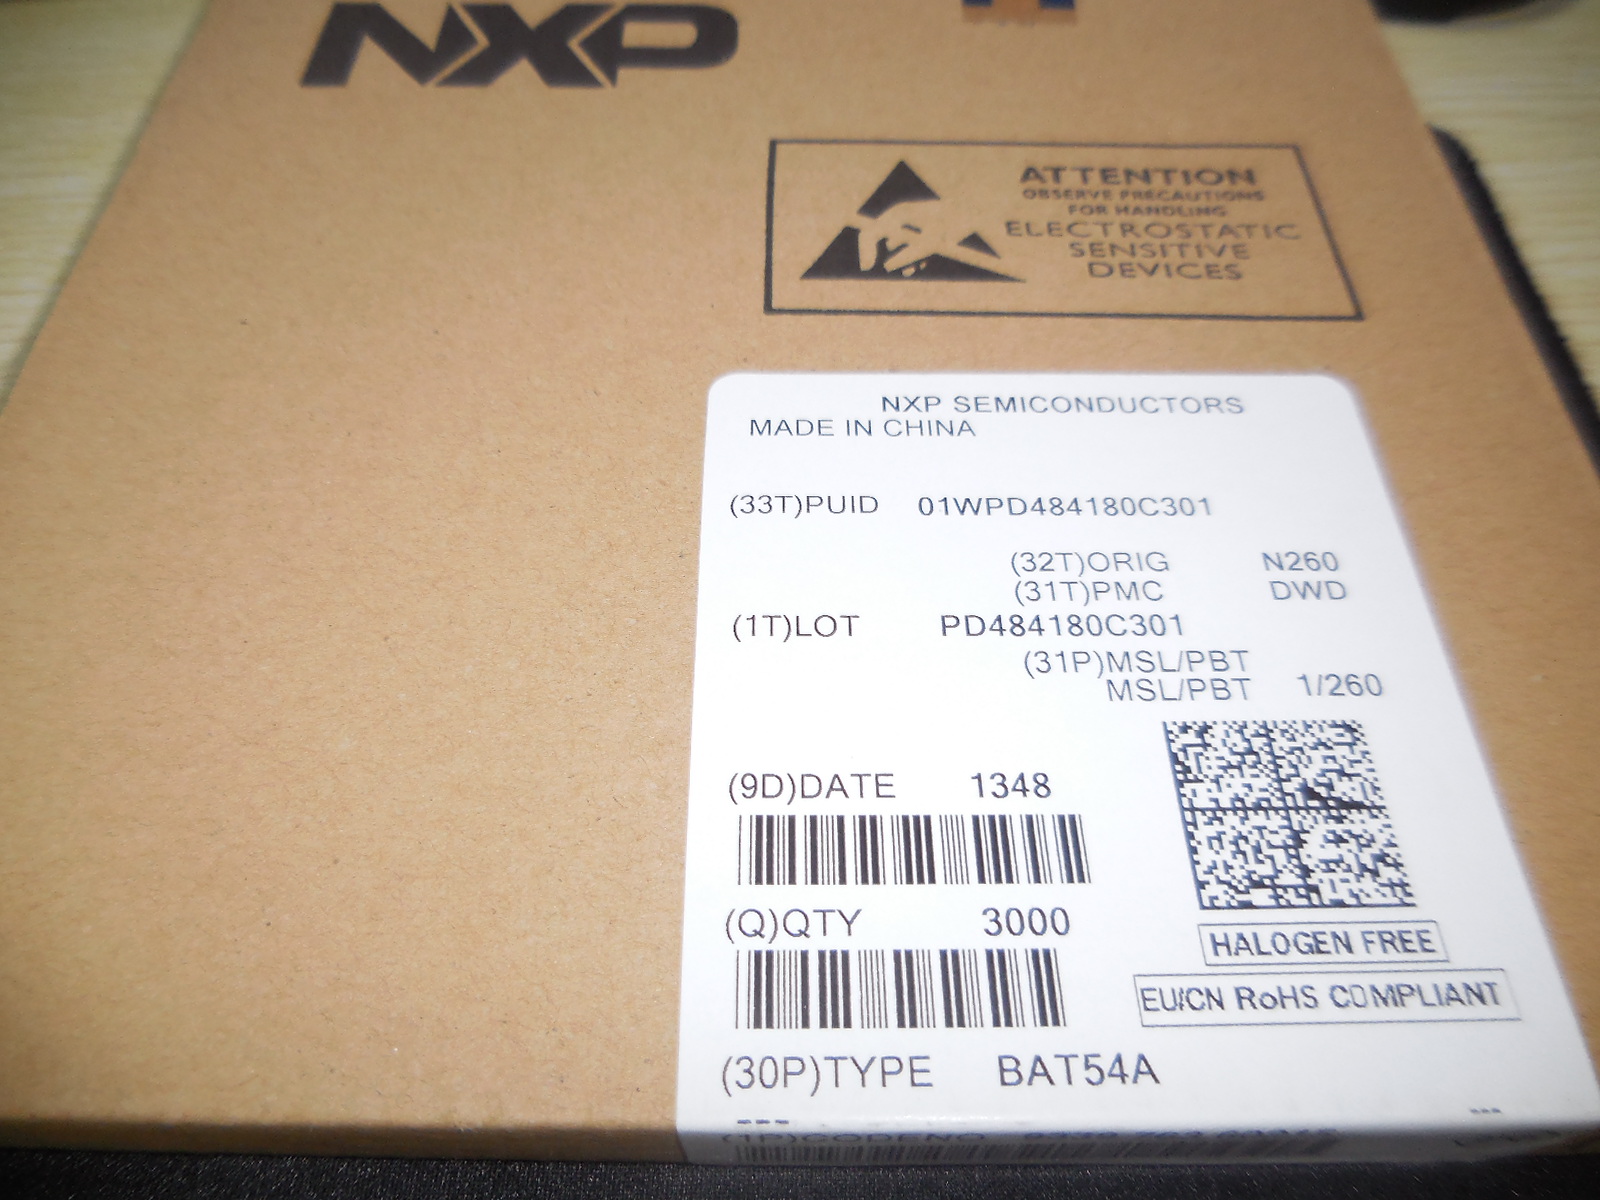 NXP
ATTENTION
OBSERVE PRECAUTIONS
FOR HANDLING
ELECTROSTATIC
SENSITIVE
DEVICES
NXP SEMICONDUCTORS
MADE IN CHINA
(33T)PUID 01WPD484180C301
(32T)ORIG N260
(31T)PMC DWD
(1T)LOT PD484180C301
(31P)MSL/PBT
MSL/PBT 1/260
(9D)DATE 1348
(Q)QTY 3000
HALOGEN FREE
EU/CN RoHS COMPLIANT
(30P)TYPE BAT54A
(1P)CODENO